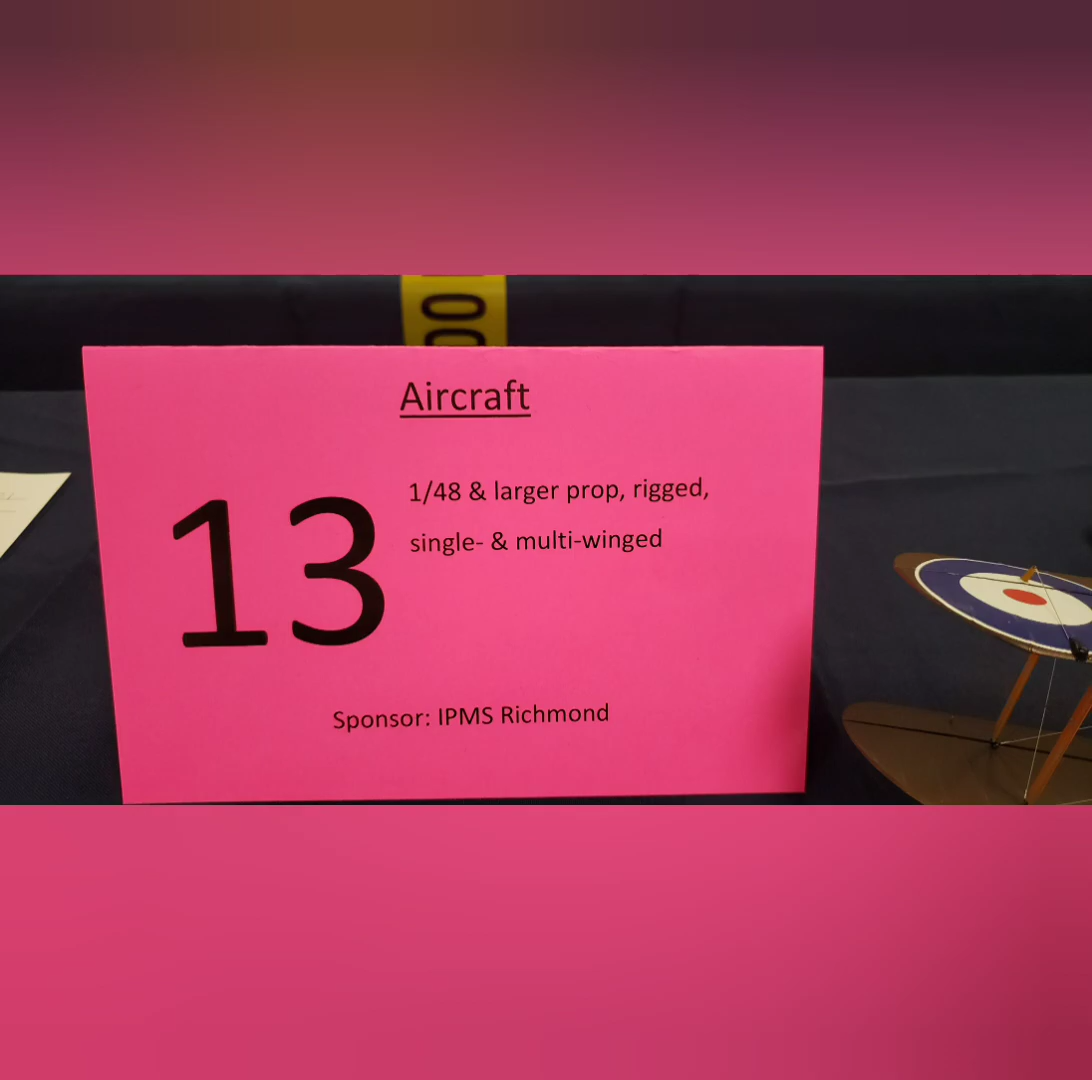 Aircraft
13
1/48 & larger prop, rigged,
single- & multi-winged
Sponsor: IPMS Richmond